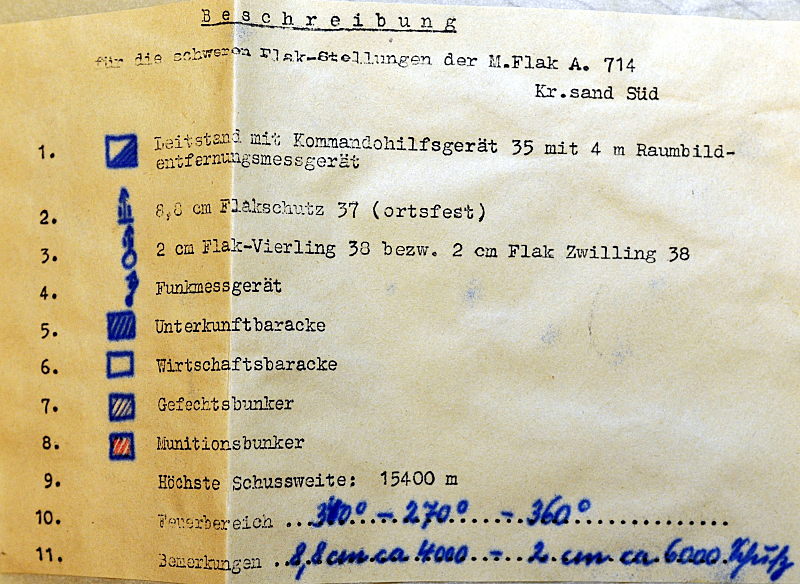 Beschreibung
für die schweren Flak-Stellungen der M.Flak A. 714
Kr.sand Süd
1. Leitstand mit Kommandohilfsgerät 35 mit 4 m Raumbild-
entfernungsmessgerät
2. 8,8 cm Flakschutz 37 (ortsfest)
3. 2 cm Flak-Vierling 38 bezw. 2 cm Flak Zwilling 38
4. Funkmessgerät
5. Unterkunftbaracke
6. Wirtschaftsbaracke
7. Gefechtsbunker
8. Munitionsbunker
9. Höchste Schussweite: 15400 m
10. Feuerbereich ... - 270° - 360°
11. Bemerkungen .. 8,8 cm ca 4000 - 2 cm ca 6000 Schuß